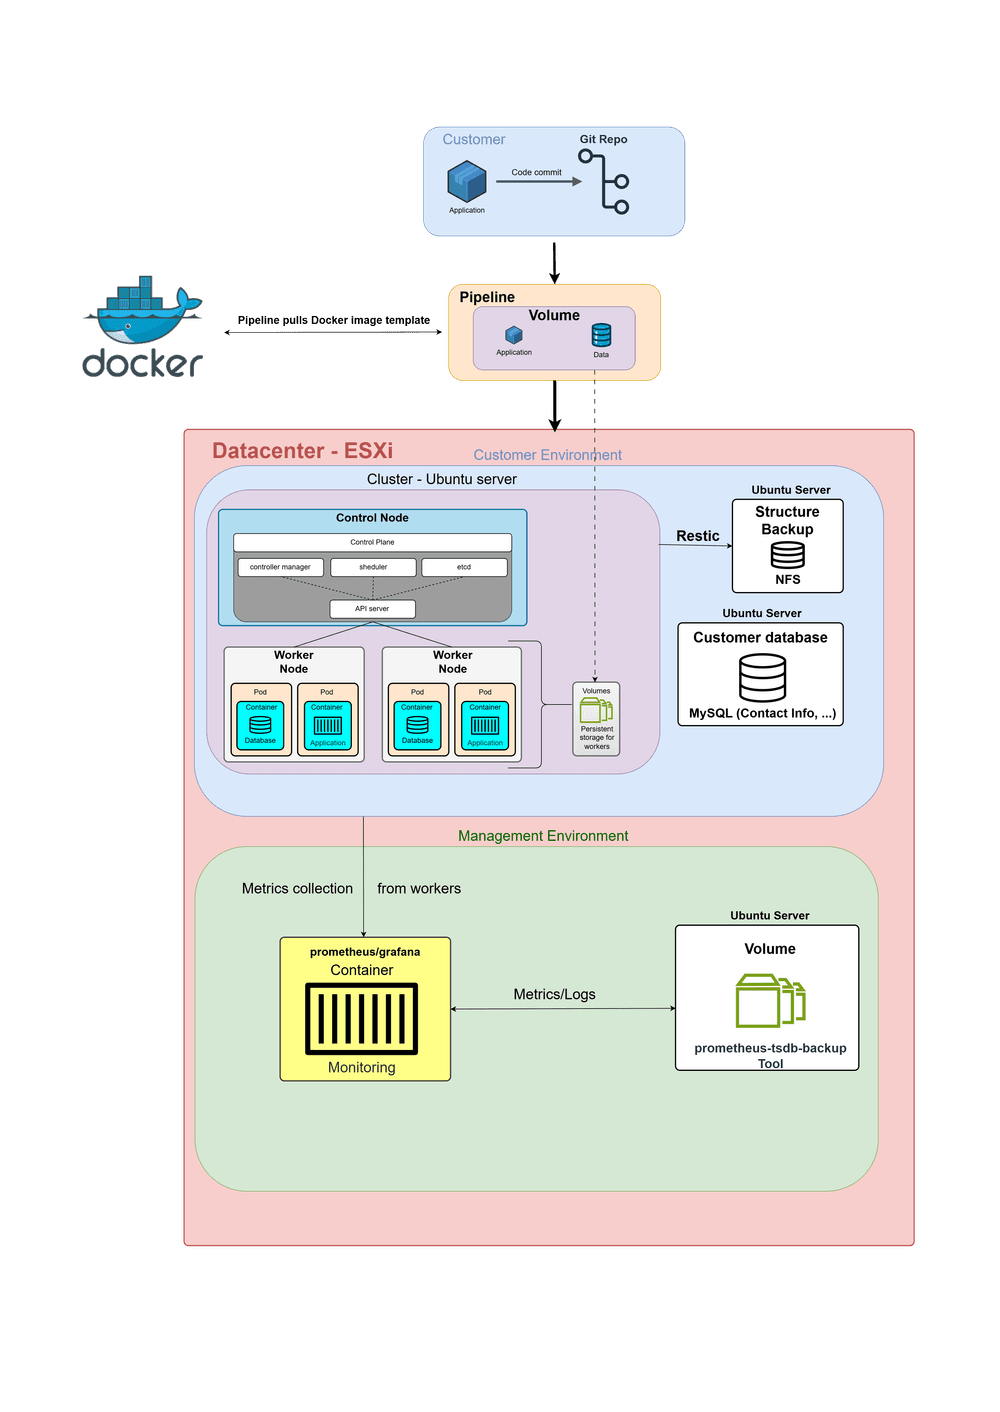 Customer
Git Repo
Code commit
Application
Pipeline
Volume
Application
Data
Pipeline pulls Docker image template
docker
Datacenter - ESXi
Customer Environment
Cluster - Ubuntu server
Control Node
Control Plane
controller manager
sheduler
etcd
API server
Worker
Node
Pod
Container
Database
Pod
Container
Application
Worker
Node
Pod
Container
Database
Pod
Container
Application
Volumes
Persistent
storage for
workers
Restic
Ubuntu Server
Structure
Backup
NFS
Ubuntu Server
Customer database
MySQL (Contact Info, ...)
Management Environment
Metrics collection
from workers
prometheus/grafana
Container
Monitoring
Metrics/Logs
Ubuntu Server
Volume
prometheus-tsdb-backup
Tool